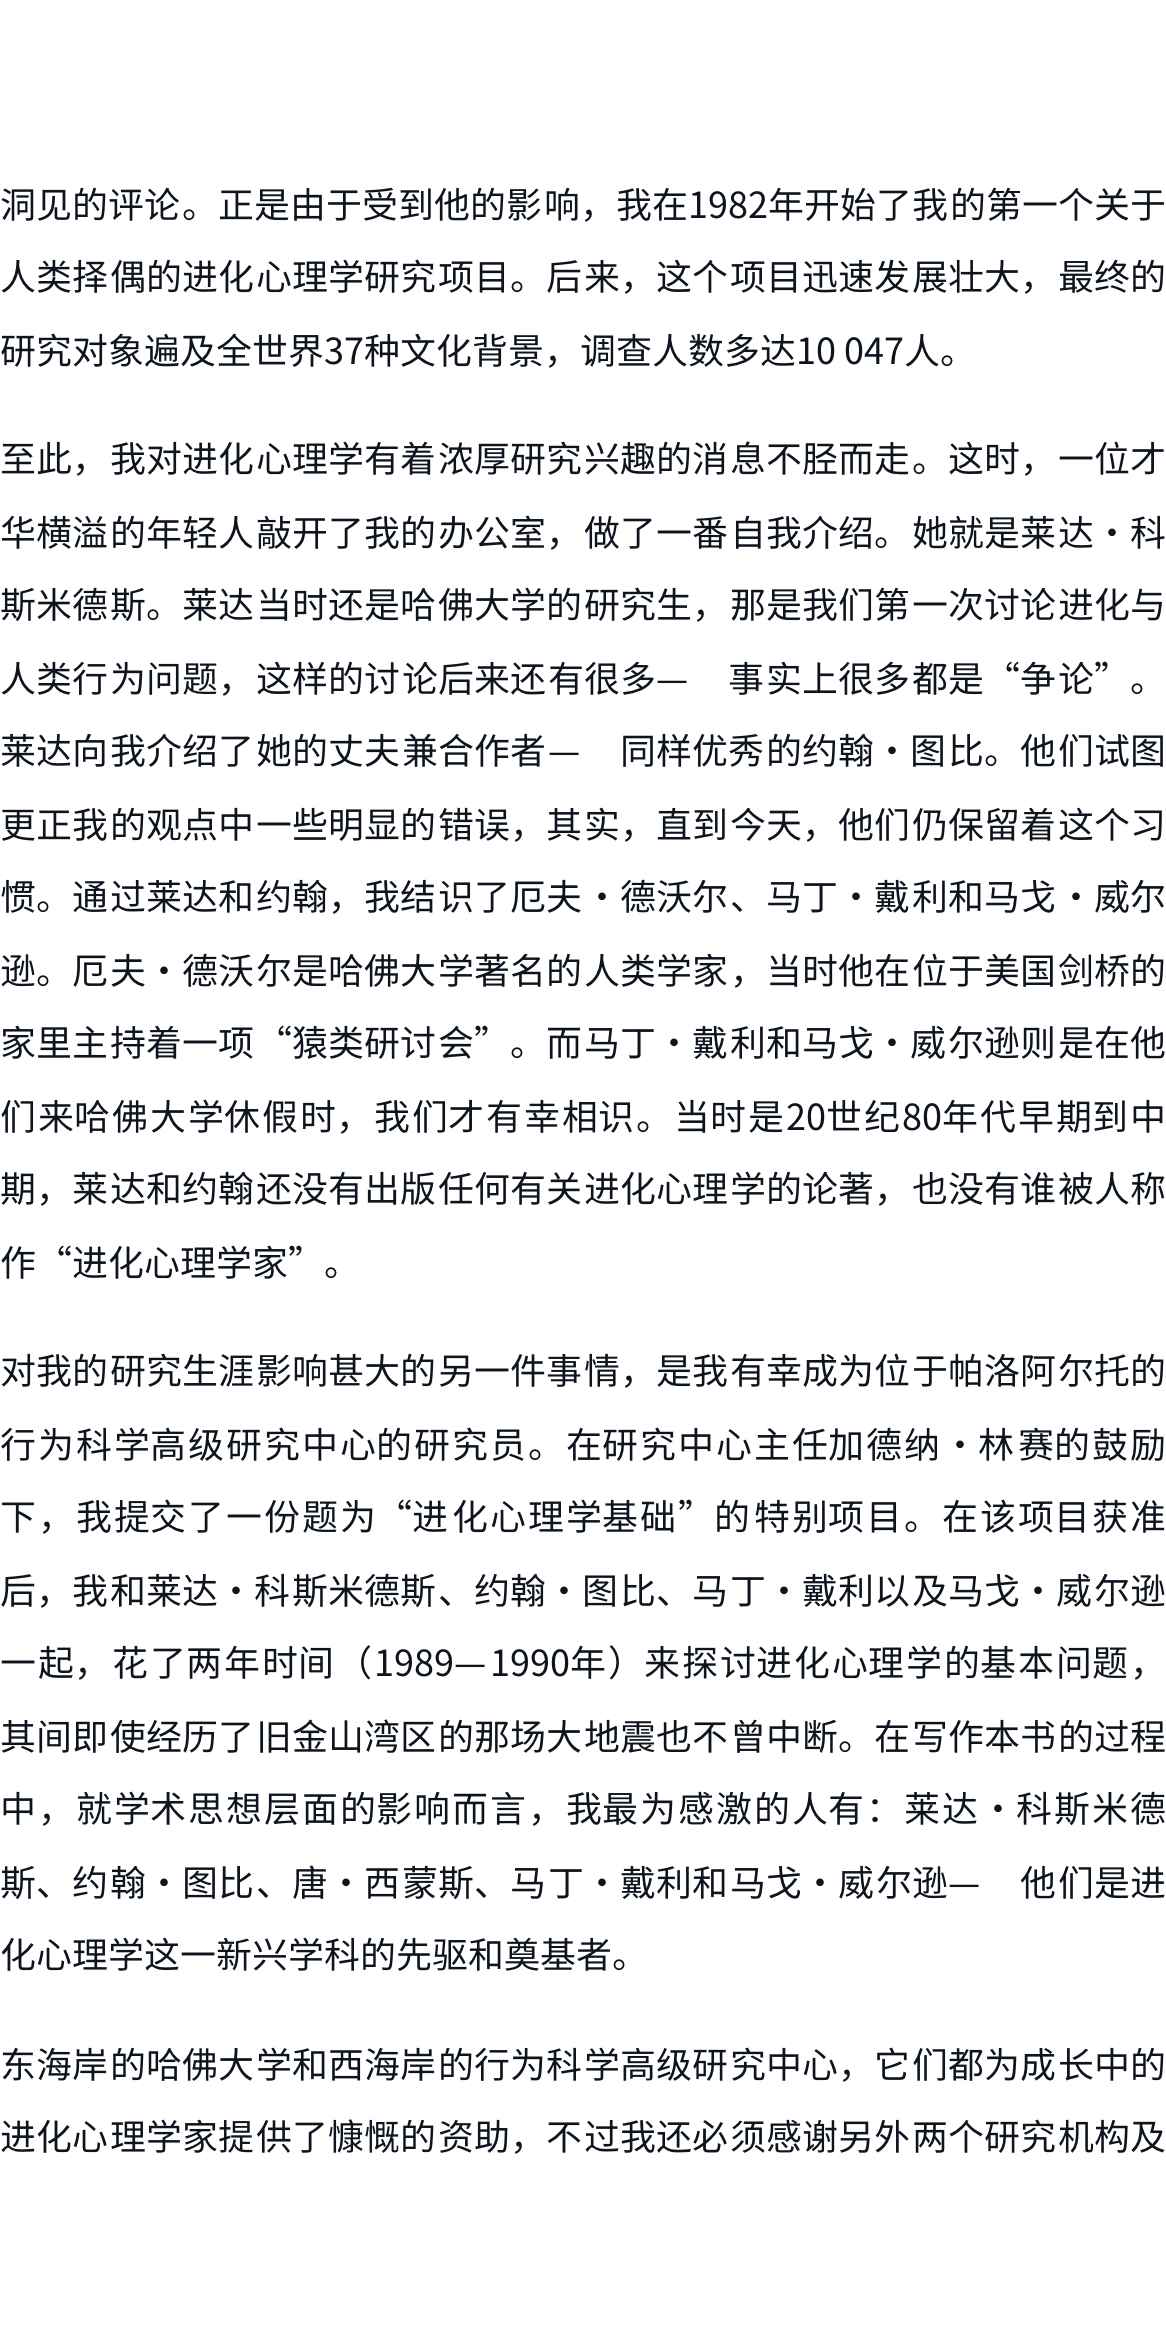 洞见的评论。正是由于受到他的影响，我在1982年开始了我的第一个关于
人类择偶的进化心理学研究项目。后来，这个项目迅速发展壮大，最终的
研究对象遍及全世界37种文化背景，调查人数多达10 047人。
至此，我对进化心理学有着浓厚研究兴趣的消息不胫而走。这时，一位才
华横溢的年轻人敲开了我的办公室，做了一番自我介绍。她就是莱达·科
斯米德斯。莱达当时还是哈佛大学的研究生，那是我们第一次讨论进化与
人类行为问题，这样的讨论后来还有很多—　事实上很多都是“争论”。
莱达向我介绍了她的丈夫兼合作者—　同样优秀的约翰·图比。他们试图
更正我的观点中一些明显的错误，其实，直到今天，他们仍保留着这个习
惯。通过莱达和约翰，我结识了厄夫·德沃尔、马丁·戴利和马戈·威尔
逊。厄夫·德沃尔是哈佛大学著名的人类学家，当时他在位于美国剑桥的
家里主持着一项“猿类研讨会”。而马丁·戴利和马戈·威尔逊则是在他
们来哈佛大学休假时，我们才有幸相识。当时是20世纪80年代早期到中
期，莱达和约翰还没有出版任何有关进化心理学的论著，也没有谁被人称
作“进化心理学家”。
对我的研究生涯影响甚大的另一件事情，是我有幸成为位于帕洛阿尔托的
行为科学高级研究中心的研究员。在研究中心主任加德纳·林赛的鼓励
下，我提交了一份题为“进化心理学基础”的特别项目。在该项目获准
后，我和莱达·科斯米德斯、约翰·图比、马丁·戴利以及马戈·威尔逊
一起，花了两年时间（1989—1990年）来探讨进化心理学的基本问题，
其间即使经历了旧金山湾区的那场大地震也不曾中断。在写作本书的过程
中，就学术思想层面的影响而言，我最为感激的人有：莱达·科斯米德
斯、约翰·图比、唐·西蒙斯、马丁·戴利和马戈·威尔逊—　他们是进
化心理学这一新兴学科的先驱和奠基者。
东海岸的哈佛大学和西海岸的行为科学高级研究中心，它们都为成长中的
进化心理学家提供了慷慨的资助，不过我还必须感谢另外两个研究机构及